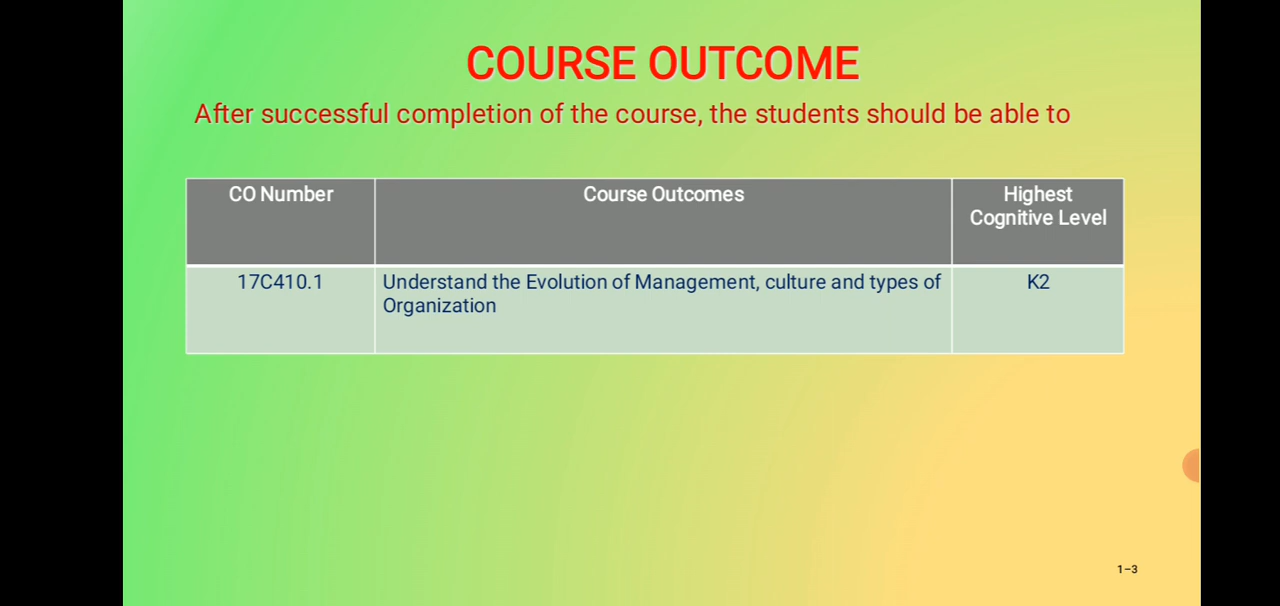 COURSE OUTCOME
After successful completion of the course, the students should be able to
CO Number
Course Outcomes
Highest
Cognitive Level
17C410.1
Understand the Evolution of Management, culture and types of
Organization
K2
1–3